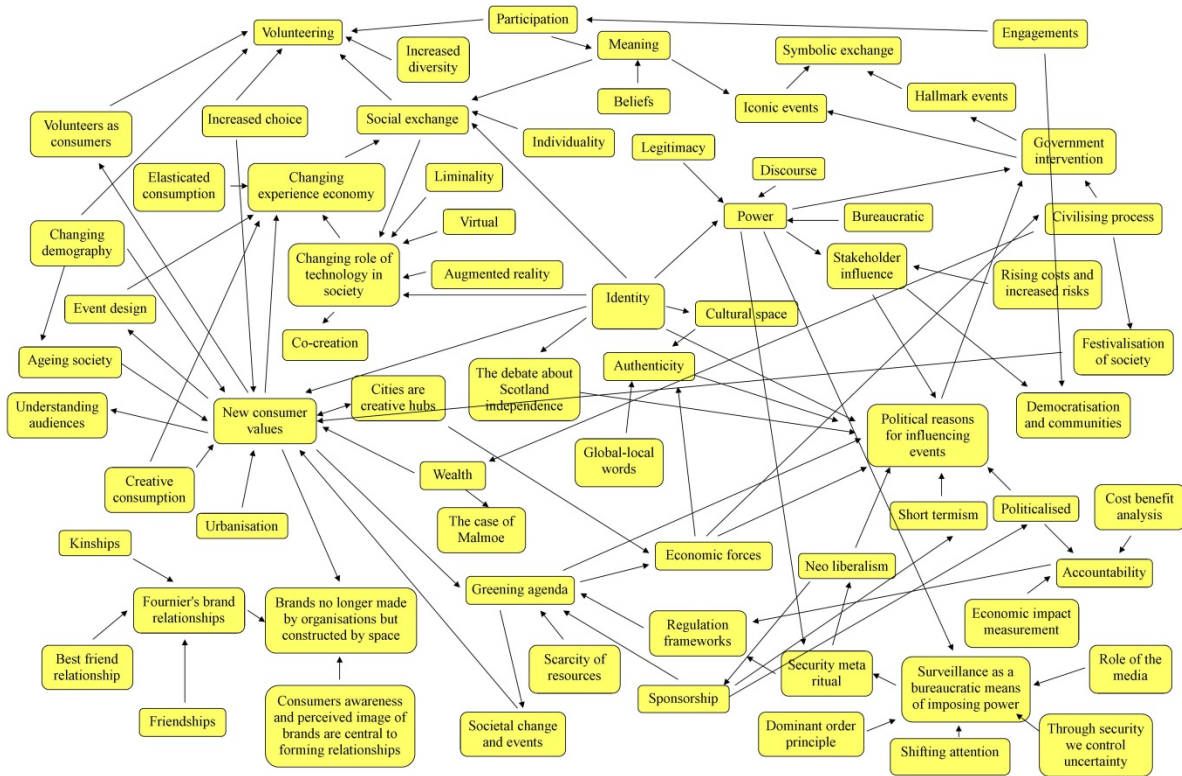 Participation
Volunteering
Engagements
Increased
diversity
Meaning
Symbolic exchange
Beliefs
Iconic events
Hallmark events
Volunteers as
consumers
Increased choice
Social exchange
Individuality
Legitimacy
Government
intervention
Elasticated
consumption
Changing
experience economy
Liminality
Discourse
Virtual
Power
Bureaucratic
Civilising process
Changing
demography
Changing role of
technology in
society
Augmented reality
Stakeholder
influence
Rising costs and
increased risks
Event design
Identity
Cultural space
Co-creation
Ageing society
The debate about
Scotland
independence
Authenticity
Festivalisation
of society
Understanding
audiences
New consumer
values
Cities are
creative hubs
Political reasons
for influencing
events
Democratisation
and communities
Creative
consumption
Urbanisation
Wealth
Global-local
words
The case of
Malmoe
Short termism
Politicalised
Cost benefit
analysis
Kinships
Economic forces
Neo liberalism
Accountability
Fournier's brand
relationships
Brands no longer made
by organisations but
constructed by space
Greening agenda
Regulation
frameworks
Economic impact
measurement
Best friend
relationship
Scarcity of
resources
Sponsorship
Security meta
ritual
Surveillance as a
bureaucratic means
of imposing power
Role of the
media
Friendships
Consumers awareness
and perceived image of
brands are central to
forming relationships
Societal change
and events
Dominant order
principle
Shifting attention
Through security
we control
uncertainty